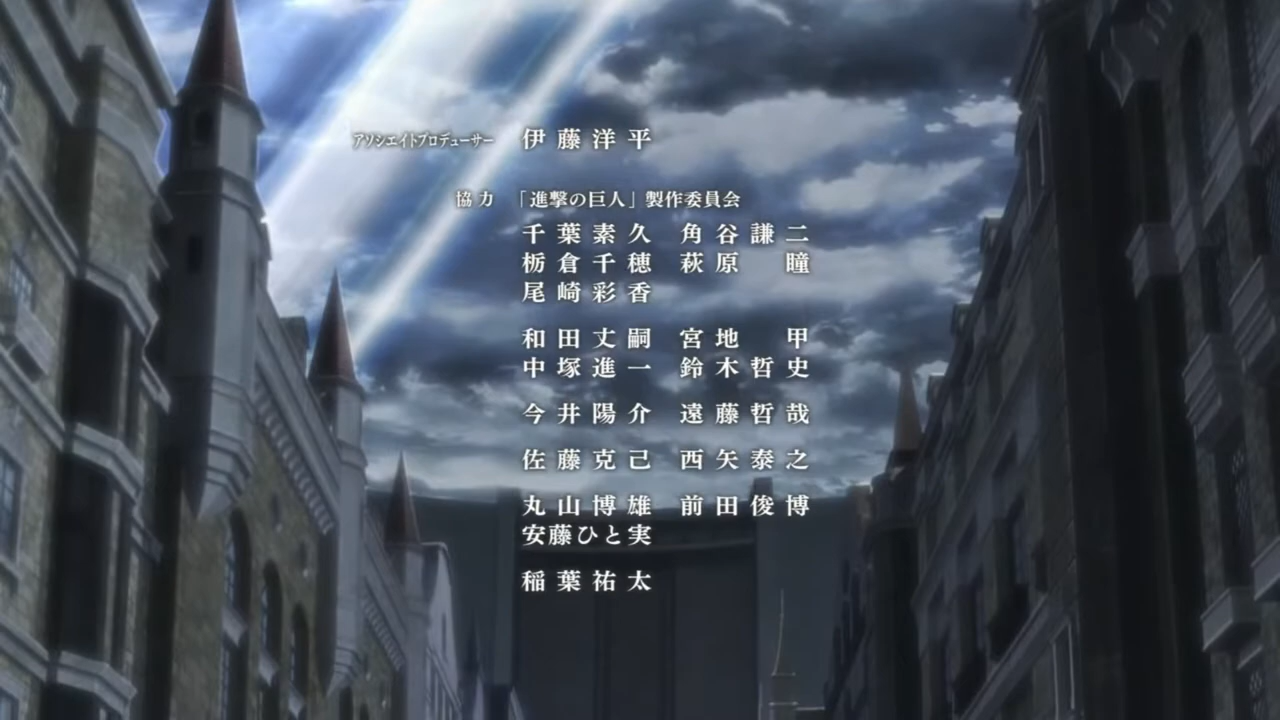 アソシエイトプロデューサー 伊藤洋平
協力 「進撃の巨人」製作委員会
千葉素久 角谷謙二
栃倉千穂 萩原瞳
尾崎彩香
和田丈嗣 宮地甲
中塚進一 鈴木哲史
今井陽介 遠藤哲哉
佐藤克己 西矢泰之
丸山博雄 前田俊博
安藤ひと実
稲葉祐太